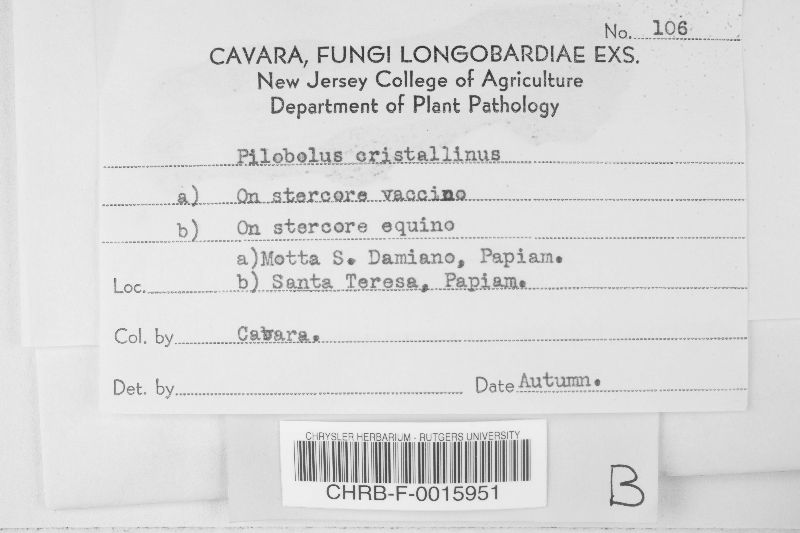 No. 106
CAVARA, FUNGI LONGOBARDIAE EXS.
New Jersey College of Agriculture
Department of Plant Pathology
Pilobolus cristallinus
a) On stercore vaccino
b) On stercore equino
a)Motta S. Damiano, Papiam.
Loc. b) Santa Teresa, Papiam.
Col. by Cavara.
Det. by Date Autumn.
CHRYSLER HERBARIUM - RUTGERS UNIVERSITY
CHRB-F-0015951
B